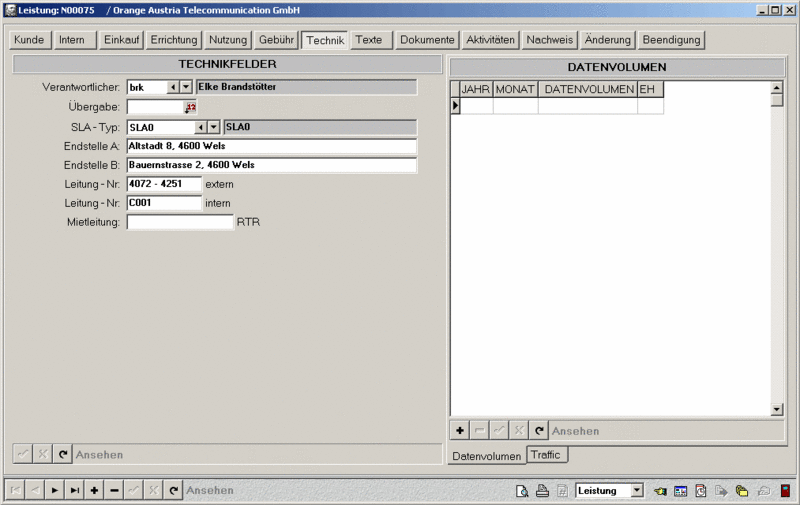 Leistung: N00075 / Orange Austria Telecommunication GmbH
Kunde Intern Einkauf Errichtung Nutzung Gebühr Technik Texte Dokumente Aktivitäten Nachweis Änderung Beendigung
TECHNIKFELDER
Verantwortlicher: brk Elke Brandstötter
Übergabe: 12
SLA - Typ: SLA0 SLA0
Endstelle A: Altstadt 8, 4600 Wels
Endstelle B: Bauernstrasse 2, 4600 Wels
Leitung - Nr: 4072 - 4251 extern
Leitung - Nr: C001 intern
Mietleitung: RTR
Ansehen
DATENVOLUMEN
JAHR MONAT DATENVOLUMEN EH
Ansehen
Datenvolumen Traffic
Ansehen Leistung